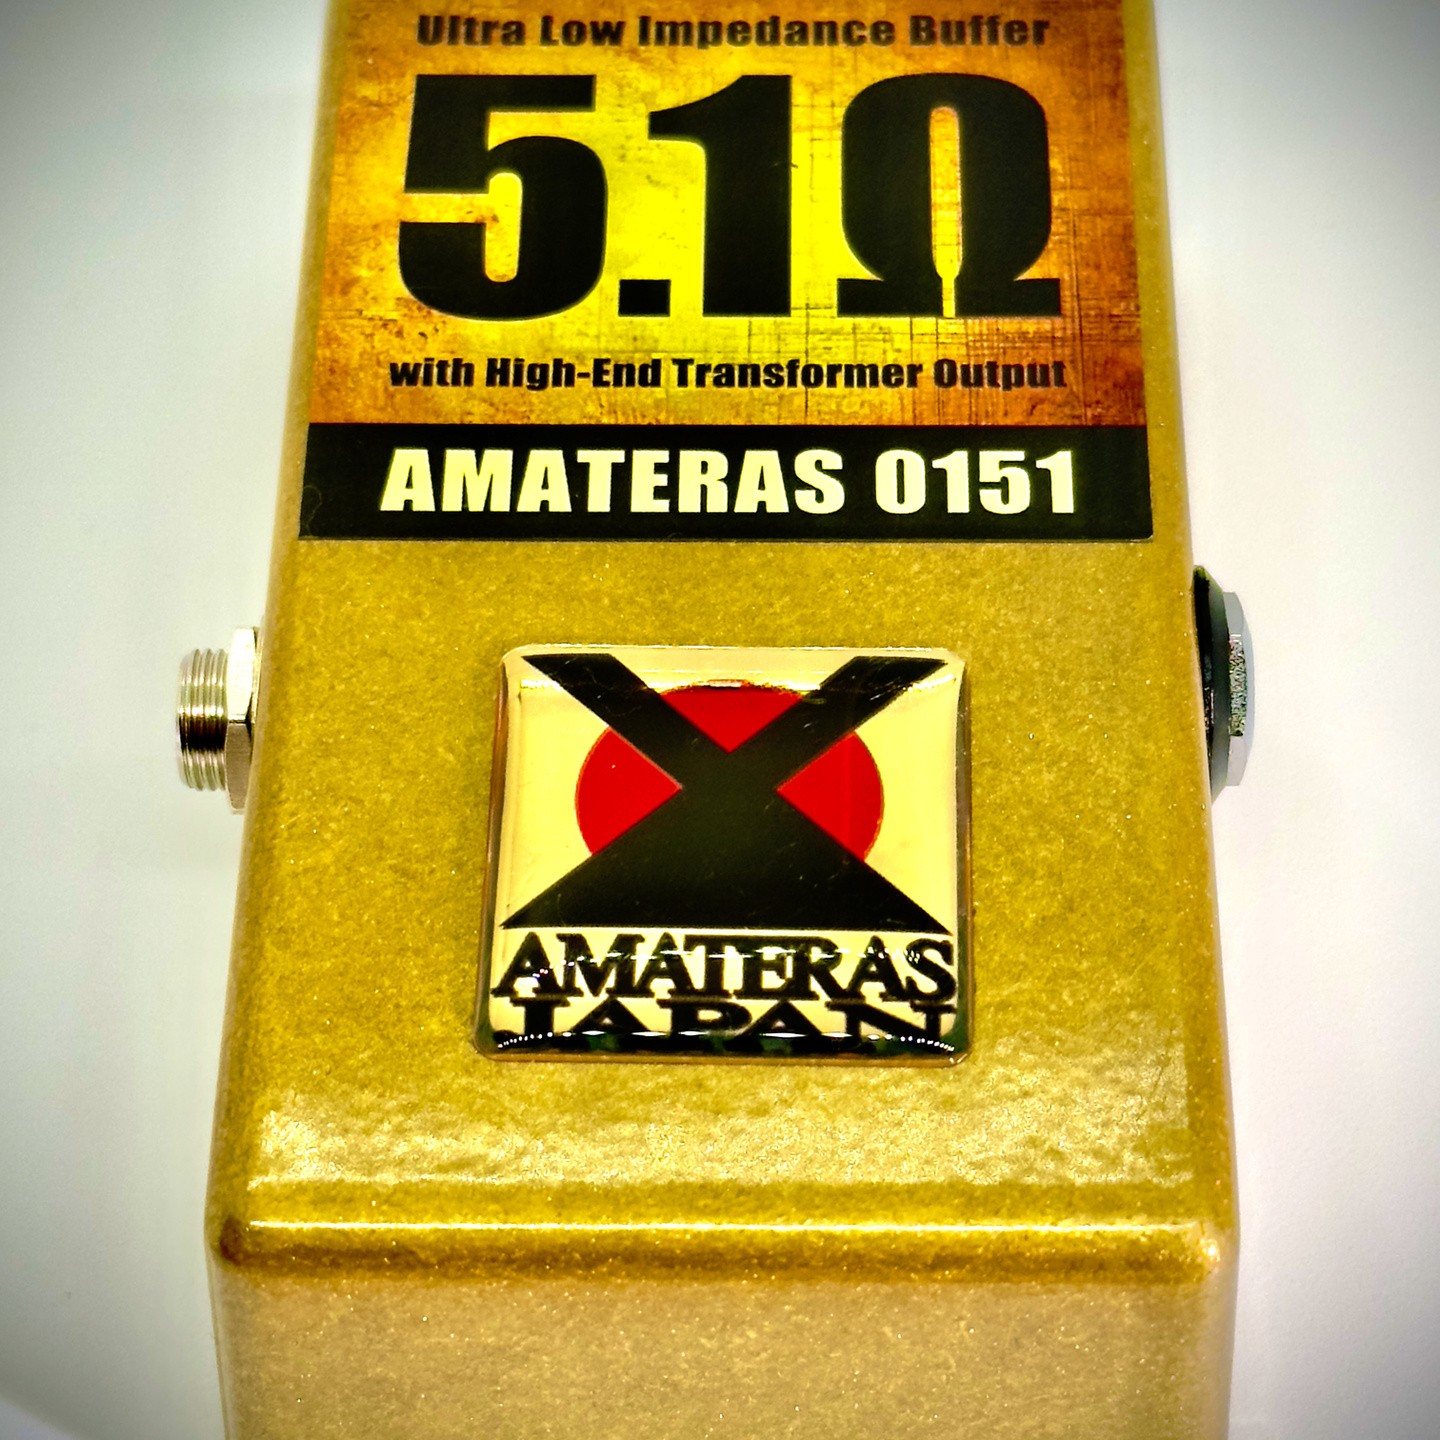 Ultra Low Impedance Buffer
5.1Ω
with High-End Transformer Output
AMATERAS 0151
AMATERAS
JAPAN